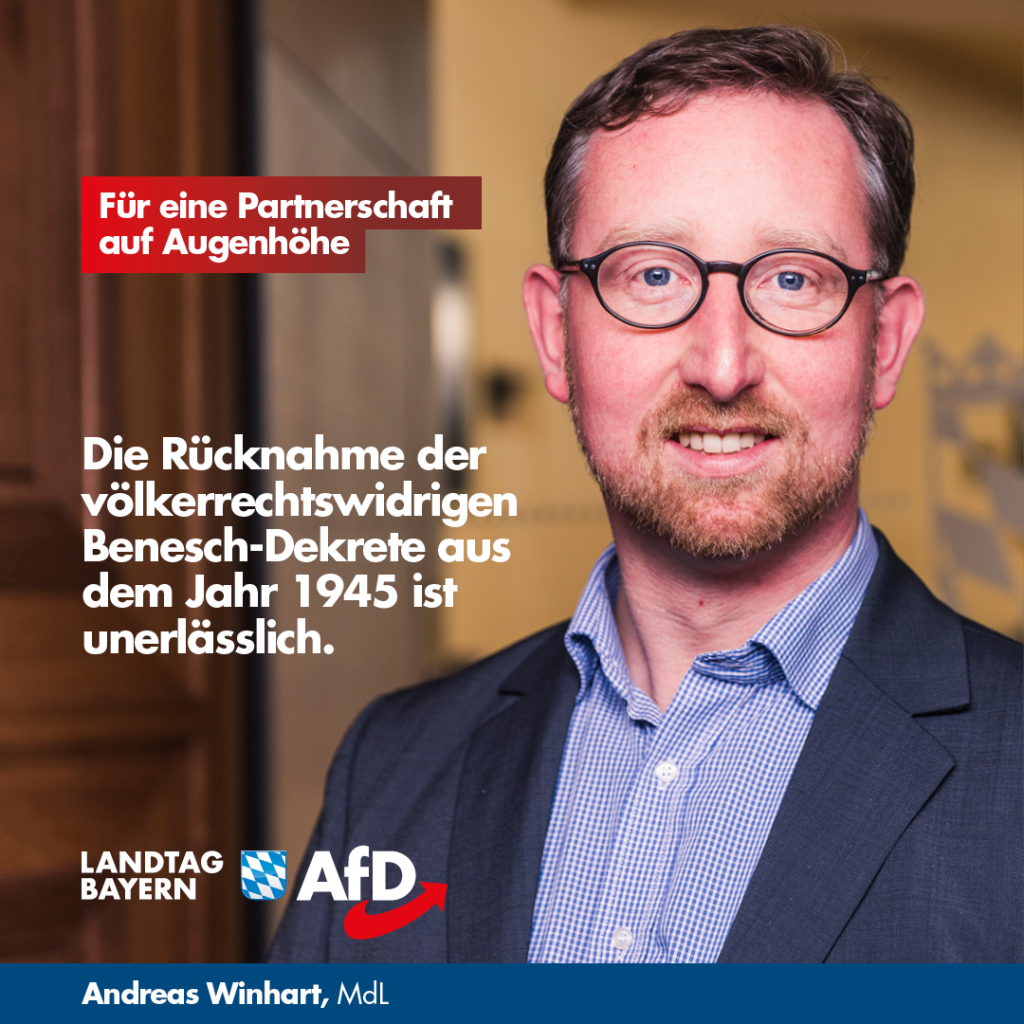 Für eine Partnerschaft
auf Augenhöhe
Die Rücknahme der
völkerrechtswidrigen
Benesch-Dekrete aus
dem Jahr 1945 ist
unerlässlich.
LANDTAG
BAYERN
AfD
Andreas Winhart, MdL